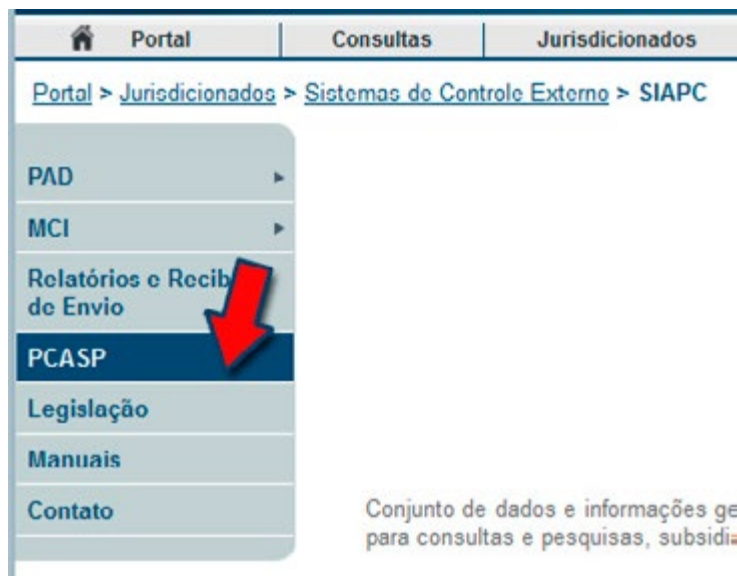 Portal Consultas Jurisdicionados
Portal > Jurisdicionados > Sistemas de Controle Externo > SIAPC
PAD
MCI
Relatórios e Recib
de Envio
PCASP
Legislação
Manuais
Contato
Conjunto de dados e informações ge
para consultas e pesquisas, subsidi